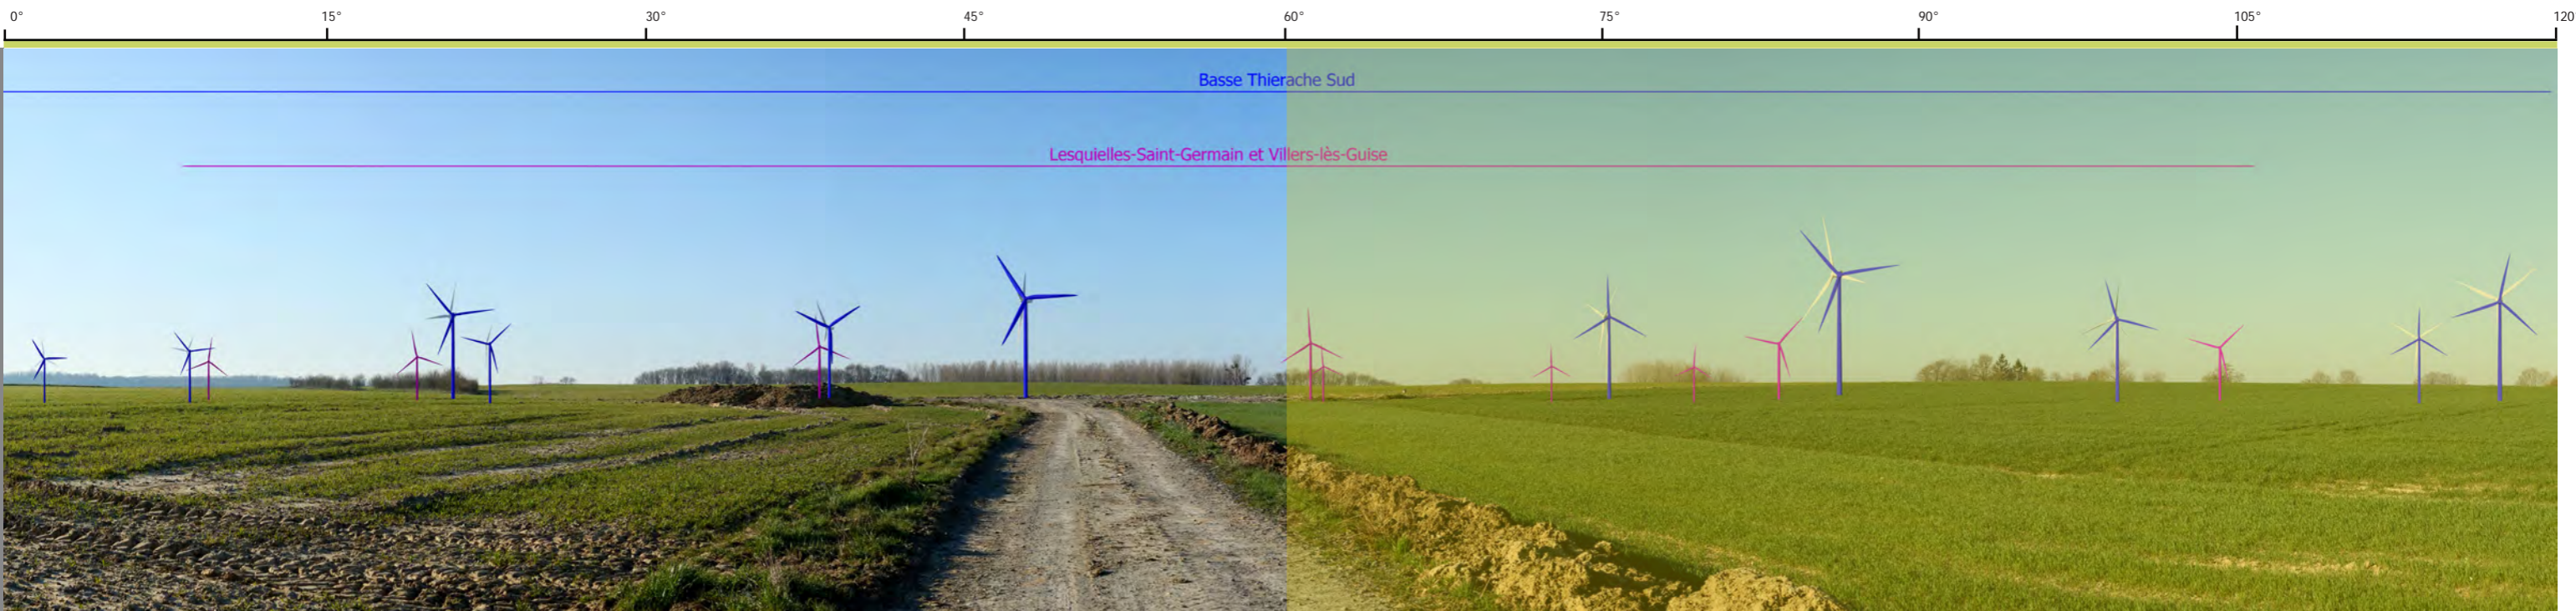 0° 15° 30° 45° 60° 75° 90° 105° 120
Basse Thierache Sud
Lesquielles-Saint-Germain et Villers-lès-Guise